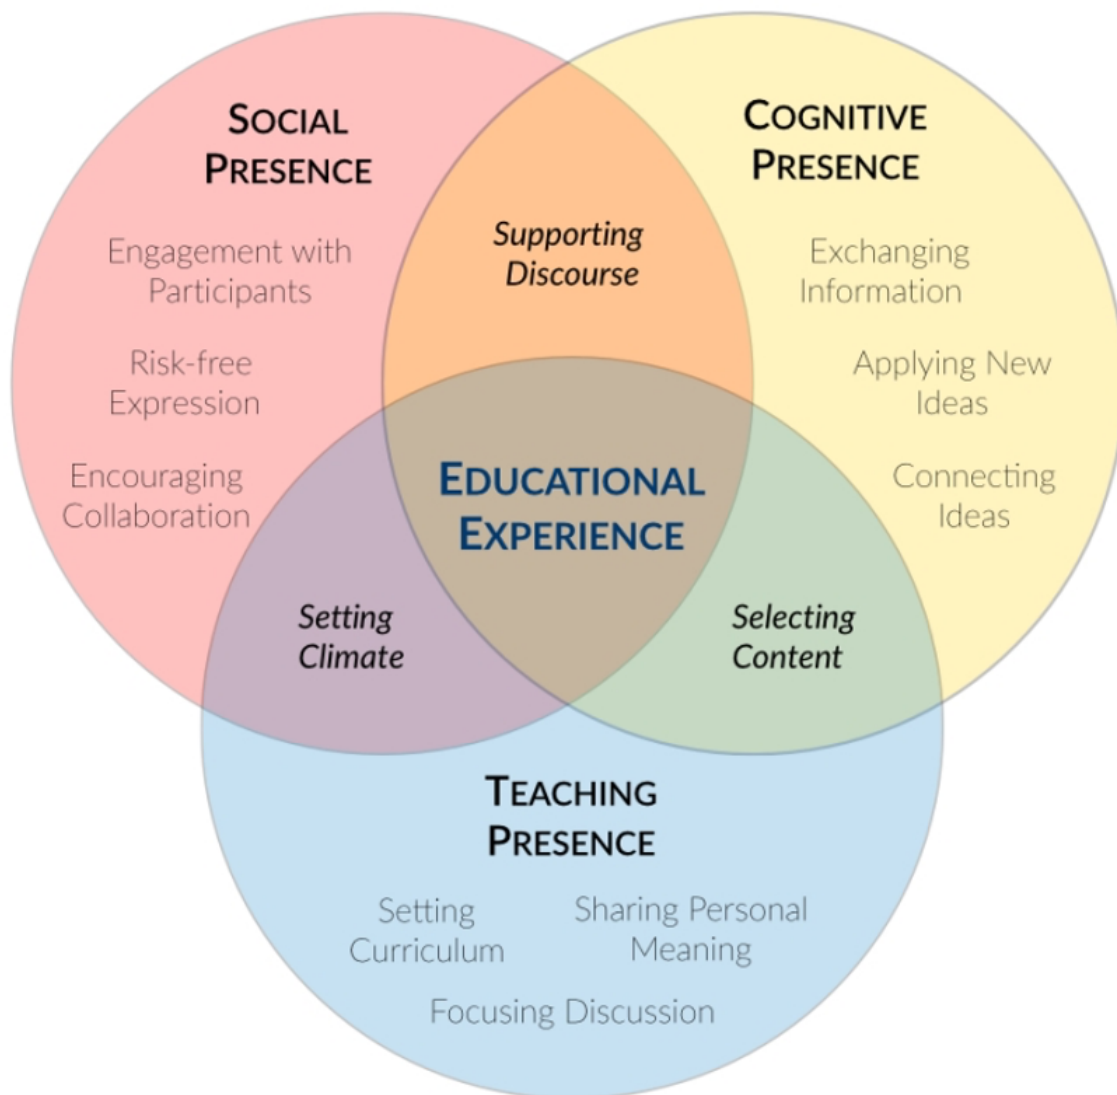 SOCIAL
PRESENCE
Engagement with
Participants
Risk-free
Expression
Encouraging
Collaboration
Supporting
Discourse
COGNITIVE
PRESENCE
Exchanging
Information
Applying New
Ideas
Connecting
Ideas
EDUCATIONAL
EXPERIENCE
Setting
Climate
Selecting
Content
TEACHING
PRESENCE
Setting
Curriculum
Sharing Personal
Meaning
Focusing Discussion